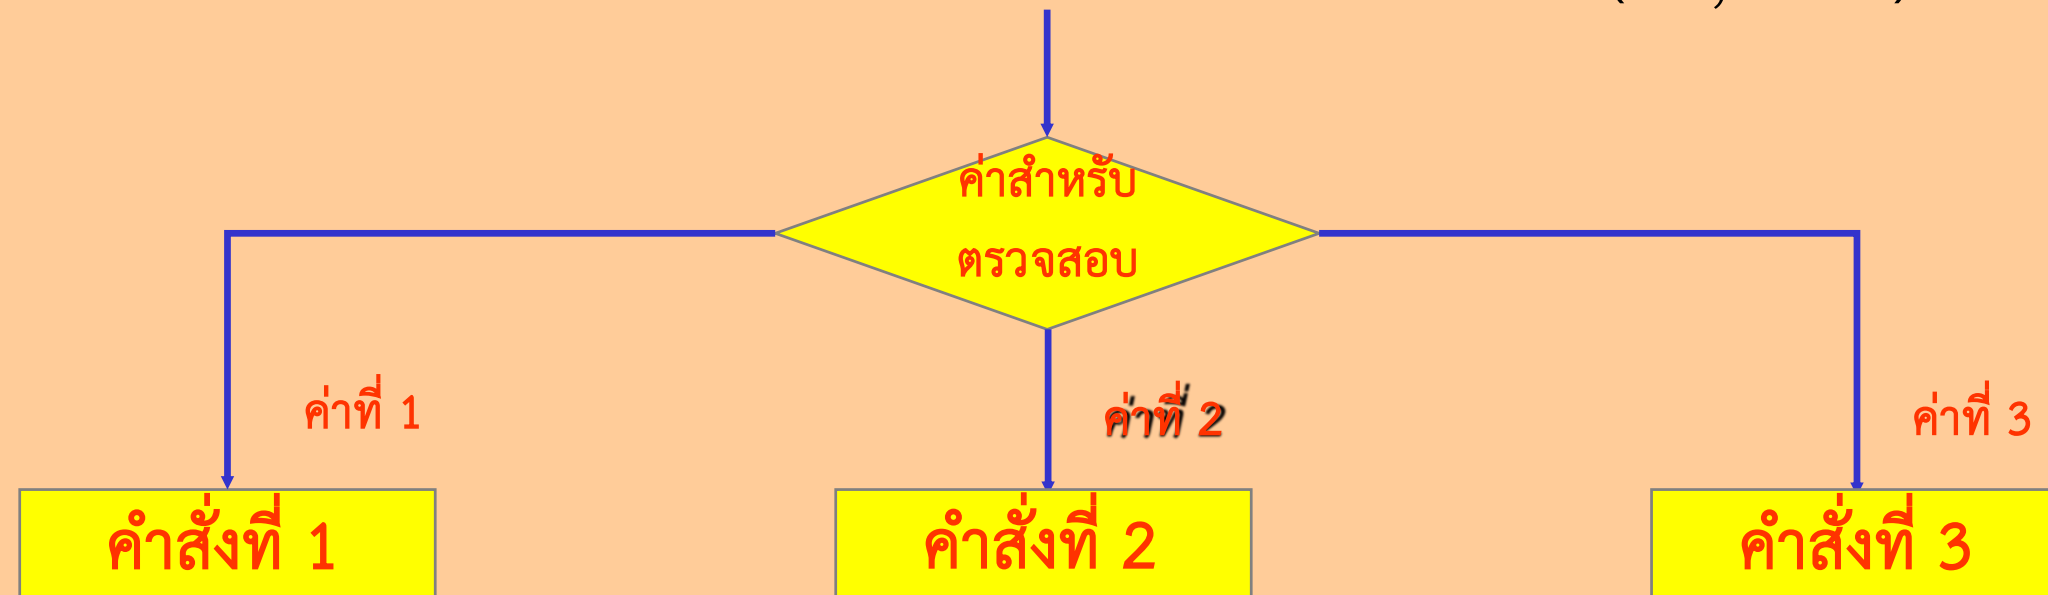 ค่าสำหรับ
ตรวจสอบ
ค่าที่ 1
ค่าที่ 2
ค่าที่ 3
คำสั่งที่ 1
คำสั่งที่ 2
คำสั่งที่ 3